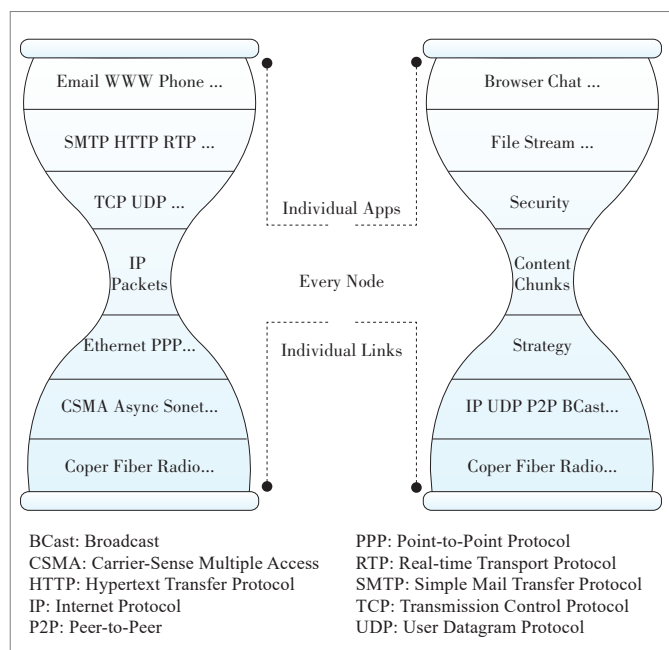 Email WWW Phone ...
SMTP HTTP RTP ...
TCP UDP ...
IP
Packets
Ethernet PPP...
CSMA Async Sonet...
Coper Fiber Radio...
Individual Apps
Every Node
Individual Links
Browser Chat ...
File Stream ...
Security
Content
Chunks
Strategy
IP UDP P2P BCast...
Coper Fiber Radio...
BCast: Broadcast
CSMA: Carrier-Sense Multiple Access
HTTP: Hypertext Transfer Protocol
IP: Internet Protocol
P2P: Peer-to-Peer
PPP: Point-to-Point Protocol
RTP: Real-time Transport Protocol
SMTP: Simple Mail Transfer Protocol
TCP: Transmission Control Protocol
UDP: User Datagram Protocol